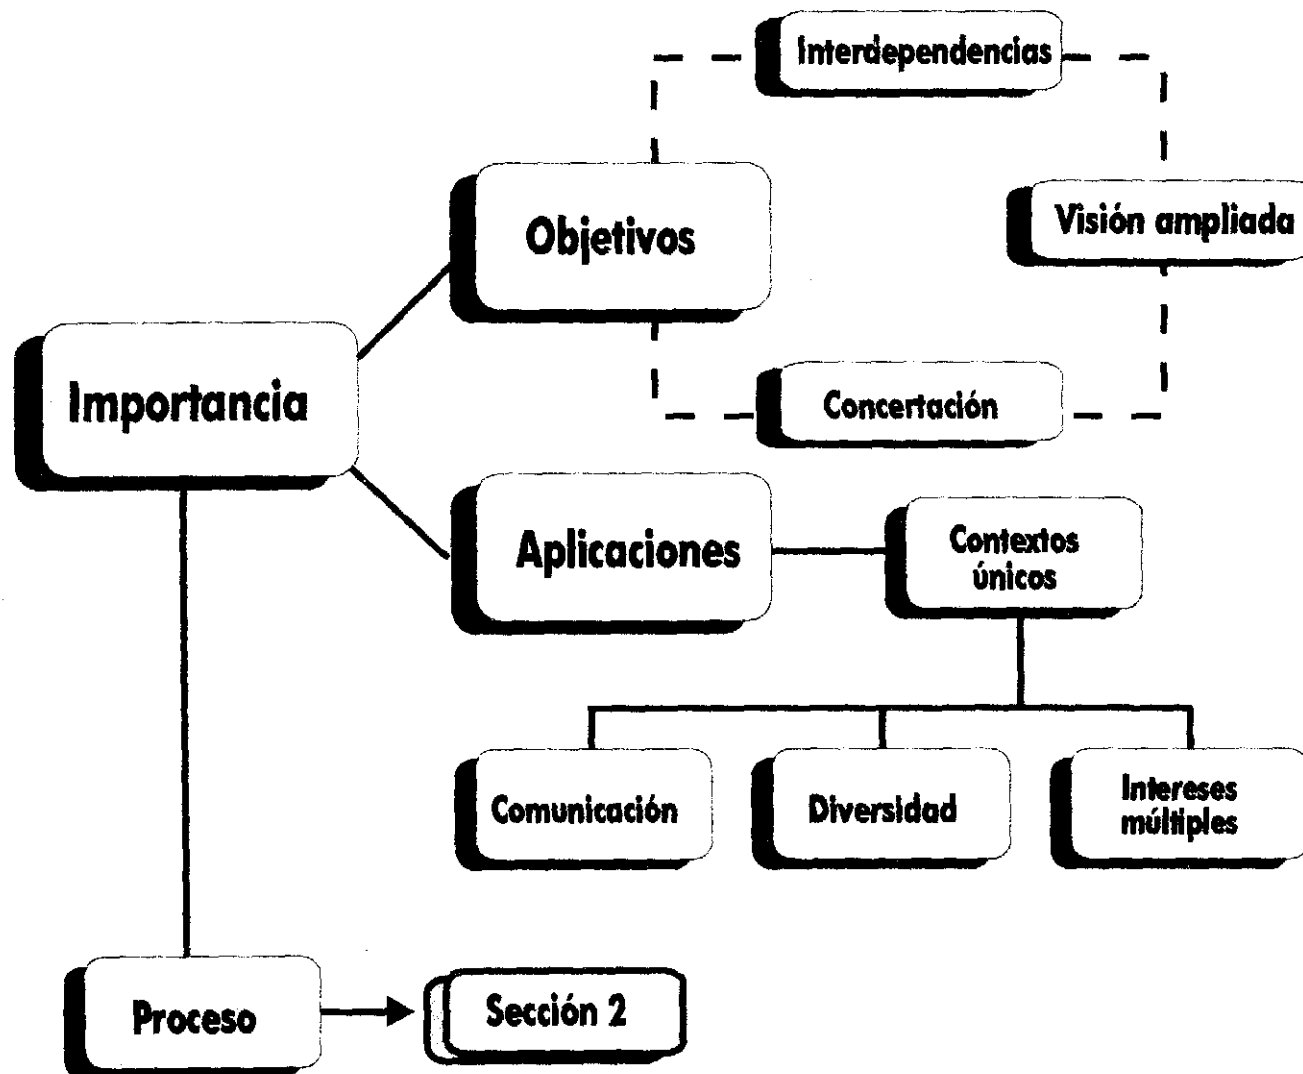 Interdependencias
Objetivos
Visión ampliada
Importancia
Concertación
Aplicaciones
Contextos
únicos
Comunicación
Diversidad
Intereses
múltiples
Proceso
Sección 2